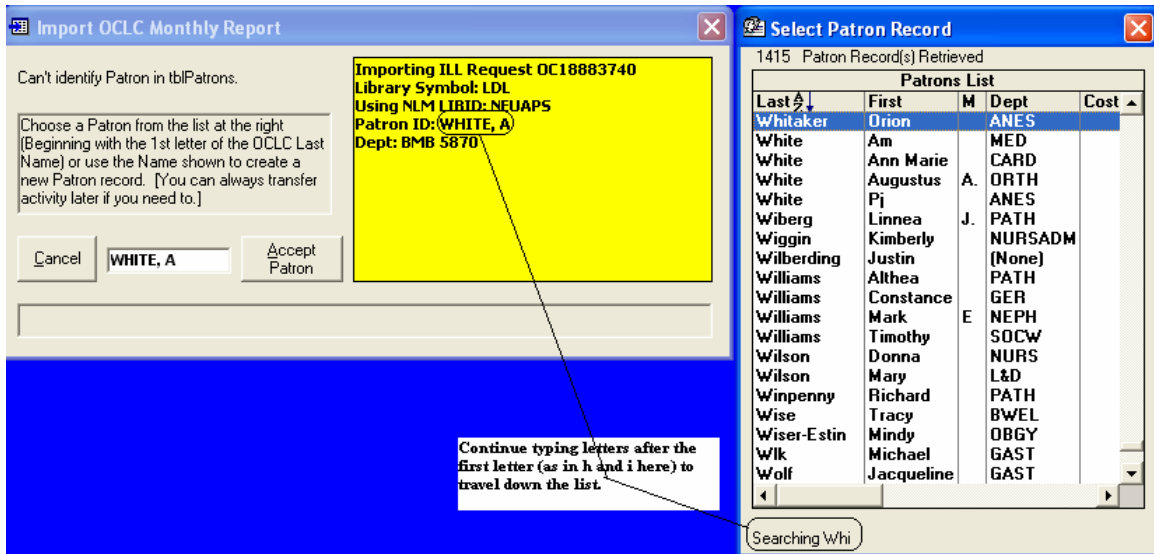 Import OCLC Monthly Report
Can't identify Patron in tblPatrons.
Choose a Patron from the list at the right
(Beginning with the 1st letter of the OCLC Last
Name) or use the Name shown to create a
new Patron record. [You can always transfer
activity later if you need to.]
Cancel
WHITE, A
Accept
Patron
Importing ILL Request OC18883740
Library Symbol: LDL
Using NLM LIBID: NEUAPS
Patron ID: WHITE, A
Dept: BMB 5870
Continue typing letters after the
first letter (as in h and i here) to
travel down the list.
Select Patron Record
1415 Patron Record(s) Retrieved
Patrons List
Last First M Dept Cost
Whitaker Orion ANES
White Am MED
White Ann Marie CARD
White Augustus A. ORTH
White Pj ANES
Wiberg Linnea J. PATH
Wiggin Kimberly NURSADM
Wilberding Justin (None)
Williams Althea PATH
Williams Constance GER
Williams Mark E NEPH
Williams Timothy SOCW
Wilson Donna NURS
Wilson Mary L&D
Winpenny Richard PATH
Wise Tracy BWEL
Wiser-Estin Mindy OBGY
Wlk Michael GAST
Wolf Jacqueline GAST
Searching Whi